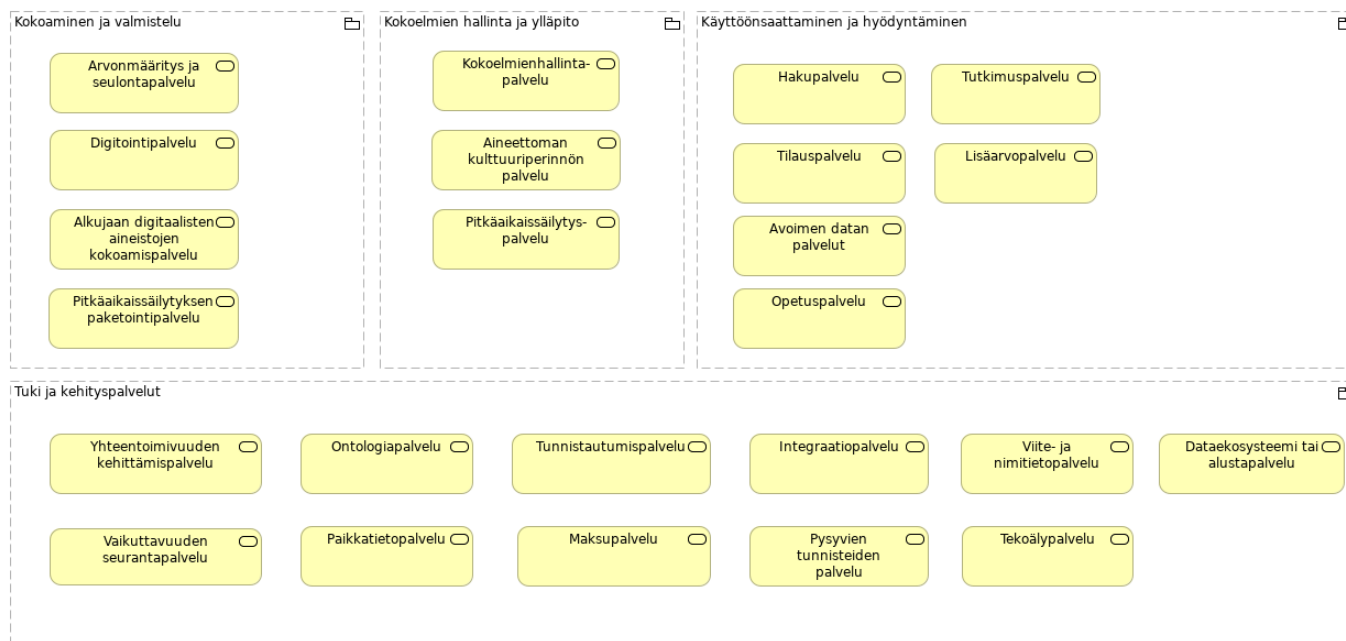 Kokoaminen ja valmistelu
Arvonmääritys ja
seulontapalvelu
Digitointipalvelu
Alkujaan digitaalisten
aineistojen
kokoamispalvelu
Pitkäaikaissäilytyksen
paketointipalvelu
Kokoelmien hallinta ja ylläpito
Kokoelmienhallinta-
palvelu
Aineettoman
kulttuuriperinnön
palvelu
Pitkäaikaissäilytys-
palvelu
Käyttöönsaattaminen ja hyödyntäminen
Hakupalvelu
Tutkimuspalvelu
Tilauspalvelu
Lisäarvopalvelu
Avoimen datan
palvelut
Opetuspalvelu
Tuki ja kehityspalvelut
Yhteentoimivuuden
kehittämispalvelu
Ontologiapalvelu
Tunnistautumispalvelu
Integraatiopalvelu
Viite- ja
nimitietopalvelu
Dataekosysteemi tai
alustapalvelu
Vaikuttavuuden
seurantapalvelu
Paikkatietopalvelu
Maksupalvelu
Pysyvien
tunnisteiden
palvelu
Tekoälypalvelu